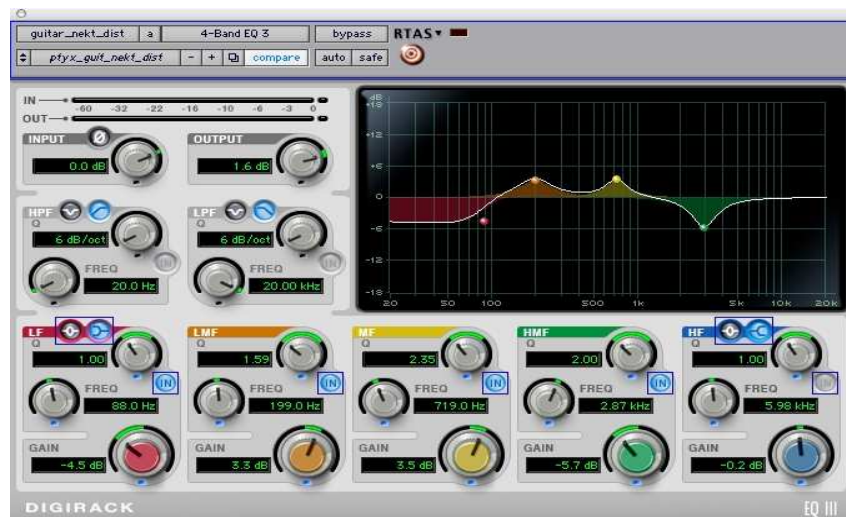 guitar_nekt_dist a 4-Band EQ 3 bypass RTAS
ptyx_guit_nekt_dist - + compare auto safe
IN
-60 -32 -22 -16 -10 -6 -3 0
OUT
INPUT Ø OUTPUT
0.0 dB 1.6 dB
HPF LPF
Q Q
6 dB/oct 6 dB/oct
IN IN
FREQ FREQ
20.0 Hz 20.00 kHz
dB
+18
+12
+6
0
-6
-12
-18
20 50 100 500 1k 5k 10k 20k
LF LMF MF HMF HF
Q Q Q Q Q
1.00 1.59 2.35 2.00 1.00
IN IN IN IN IN
FREQ FREQ FREQ FREQ FREQ
88.0 Hz 199.0 Hz 719.0 Hz 2.87 kHz 5.98 kHz
GAIN GAIN GAIN GAIN GAIN
-4.5 dB 3.3 dB 3.5 dB -5.7 dB -0.2 dB
DIGIRACK EQ III